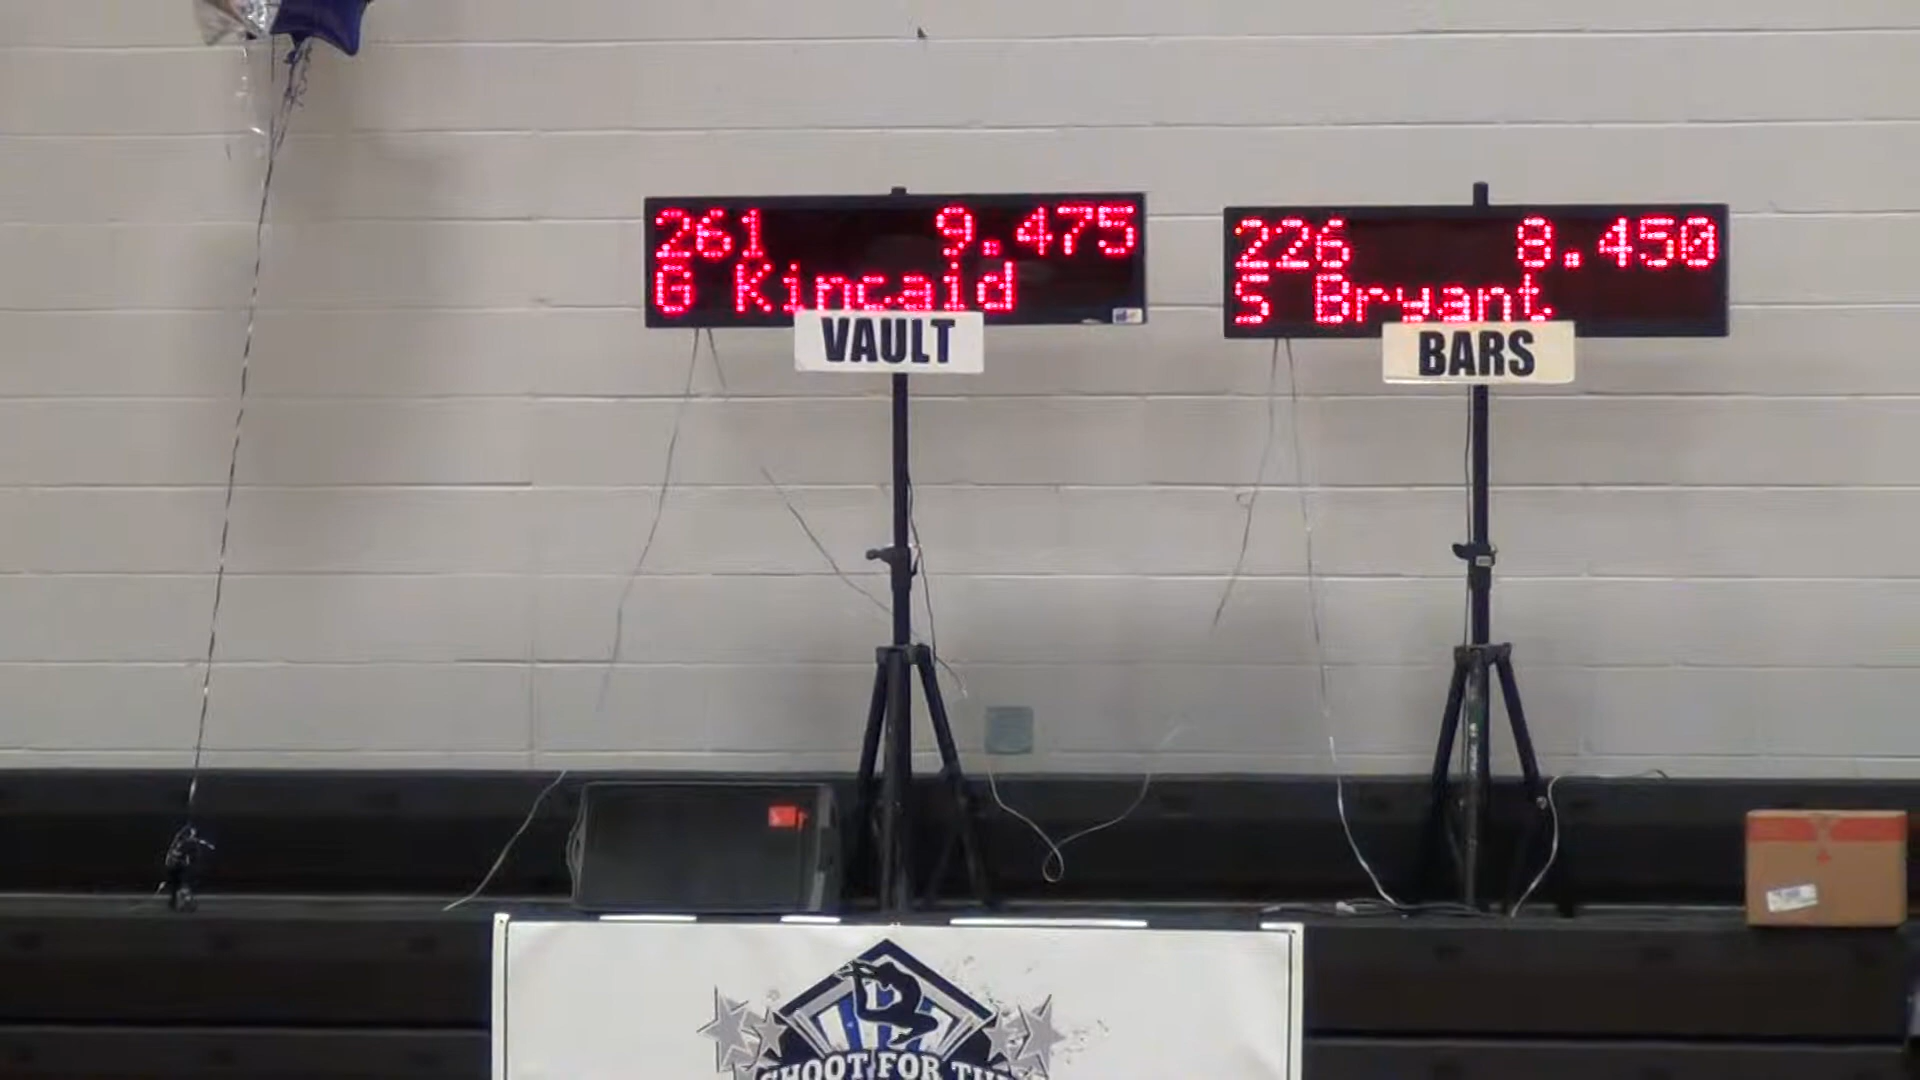 261 9.475
G Kincaid
VAULT
226 8.450
S Bryant
BARS
SHOOT FOR THE